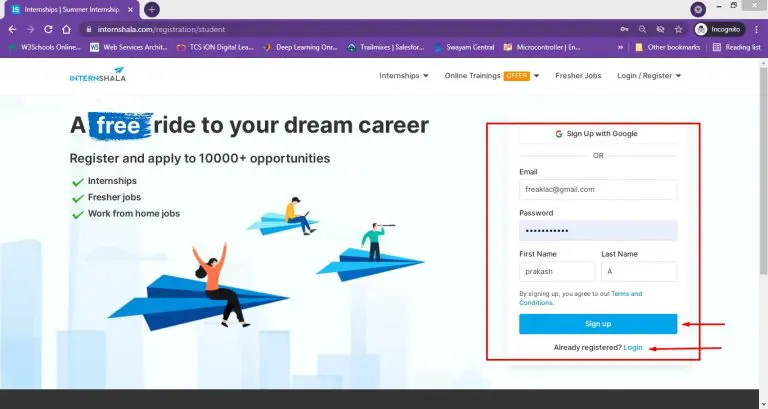 Internships | Summer Internship
internshala.com/registration/student
Incognito
W3Schools Online...
Web Services Archit...
TCS iON Digital Lea...
Deep Learning Onr...
Trailmixes | Salesfor...
Swayam Central
Microcontroller | En...
»
Other bookmarks
Reading list
INTERNSHALA
Internships
Online Trainings OFFER
Fresher Jobs
Login / Register
A free ride to your dream career
Register and apply to 10000+ opportunities
Internships
Fresher jobs
Work from home jobs
G Sign Up with Google
OR
Email
freaklac@gmail.com
Password
•••••••••••
First Name Last Name
prakash A
By signing up, you agree to our Terms and
Conditions.
Sign up
Already registered? Login